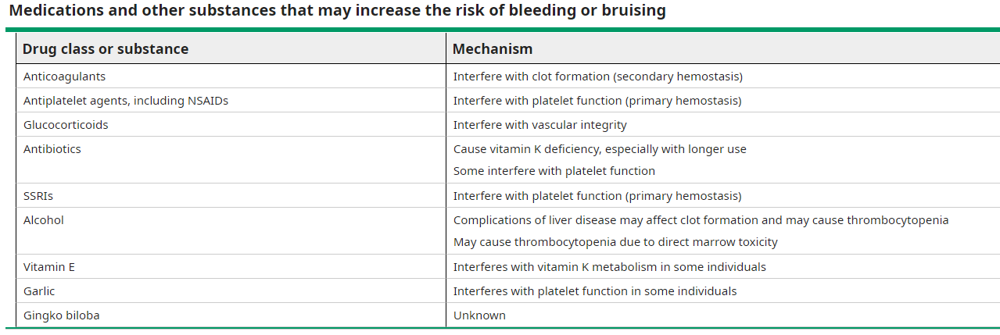 Medications and other substances that may increase the risk of bleeding or bruising
Drug class or substance Mechanism
Anticoagulants Interfere with clot formation (secondary hemostasis)
Antiplatelet agents, including NSAIDs Interfere with platelet function (primary hemostasis)
Glucocorticoids Interfere with vascular integrity
Antibiotics Cause vitamin K deficiency, especially with longer use
Some interfere with platelet function
SSRIs Interfere with platelet function (primary hemostasis)
Alcohol Complications of liver disease may affect clot formation and may cause thrombocytopenia
May cause thrombocytopenia due to direct marrow toxicity
Vitamin E Interferes with vitamin K metabolism in some individuals
Garlic Interferes with platelet function in some individuals
Gingko biloba Unknown